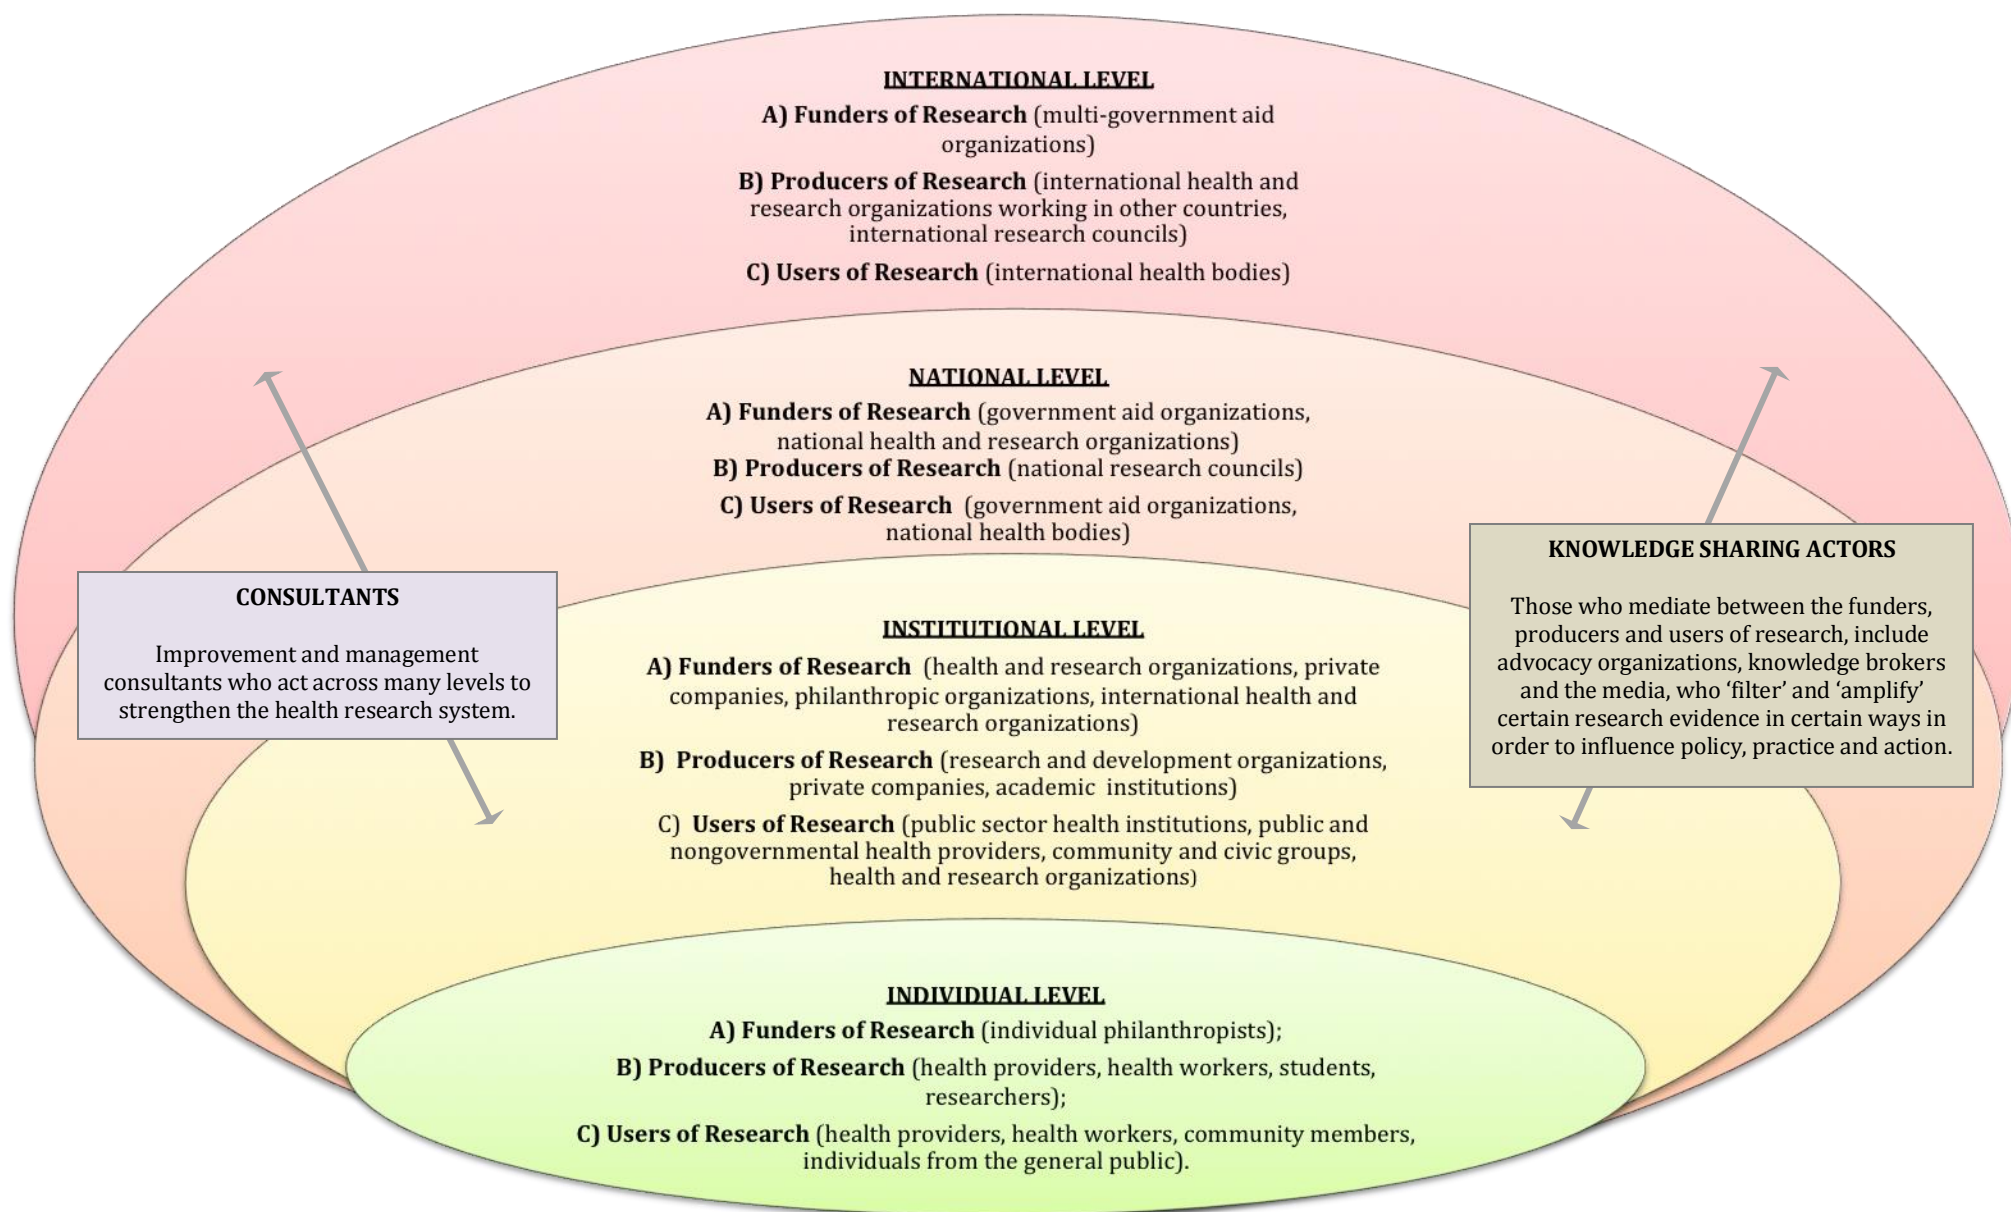 INTERNATIONAL LEVEL
A) Funders of Research (multi-government aid
organizations)
B) Producers of Research (international health and
research organizations working in other countries,
international research councils)
C) Users of Research (international health bodies)
NATIONAL LEVEL
A) Funders of Research (government aid organizations,
national health and research organizations)
B) Producers of Research (national research councils)
C) Users of Research (government aid organizations,
national health bodies)
CONSULTANTS
Improvement and management
consultants who act across many levels to
strengthen the health research system.
KNOWLEDGE SHARING ACTORS
Those who mediate between the funders,
producers and users of research, include
advocacy organizations, knowledge brokers
and the media, who ‘filter’ and ‘amplify’
certain research evidence in certain ways in
order to influence policy, practice and action.
INSTITUTIONAL LEVEL
A) Funders of Research (health and research organizations, private
companies, philanthropic organizations, international health and
research organizations)
B) Producers of Research (research and development organizations,
private companies, academic institutions)
C) Users of Research (public sector health institutions, public and
nongovernmental health providers, community and civic groups,
health and research organizations)
INDIVIDUAL LEVEL
A) Funders of Research (individual philanthropists);
B) Producers of Research (health providers, health workers, students,
researchers);
C) Users of Research (health providers, health workers, community members,
individuals from the general public).